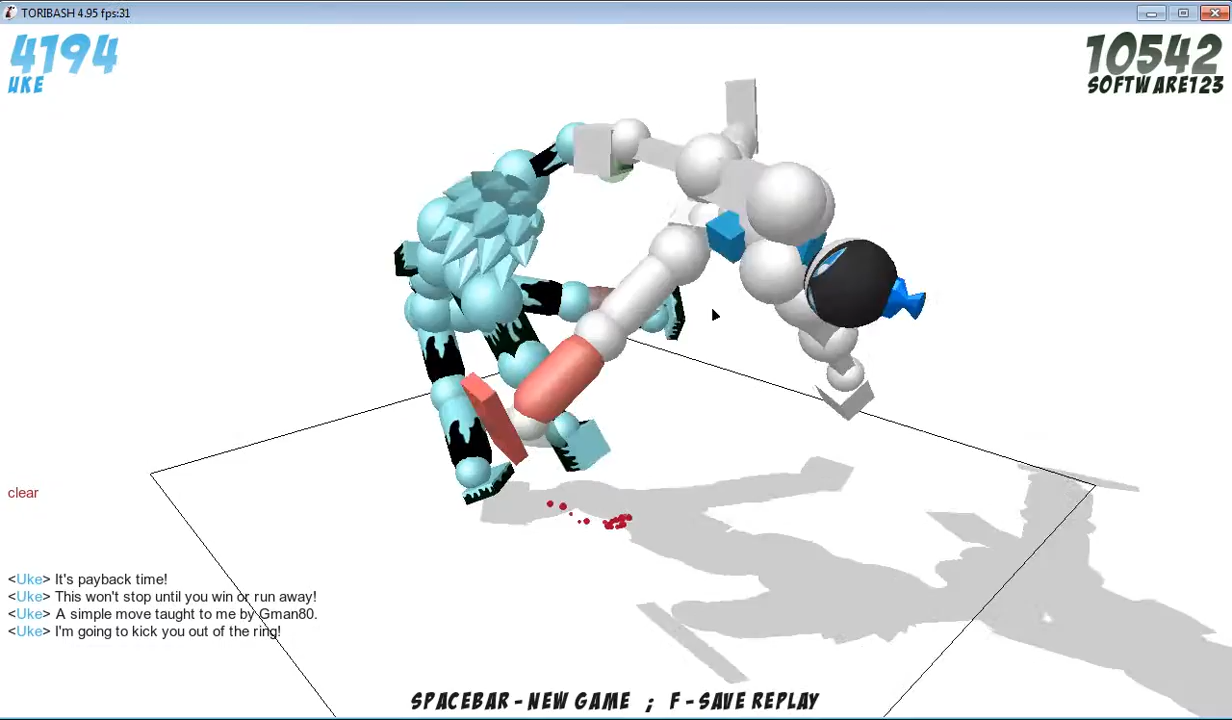 TORIBASH 4.95 fps:31
4194
UKE
10542
SOFTWARE123
clear
<Uke> It's payback time!
<Uke> This won't stop until you win or run away!
<Uke> A simple move taught to me by Gman80.
<Uke> I'm going to kick you out of the ring!
SPACEBAR - NEW GAME ; F - SAVE REPLAY